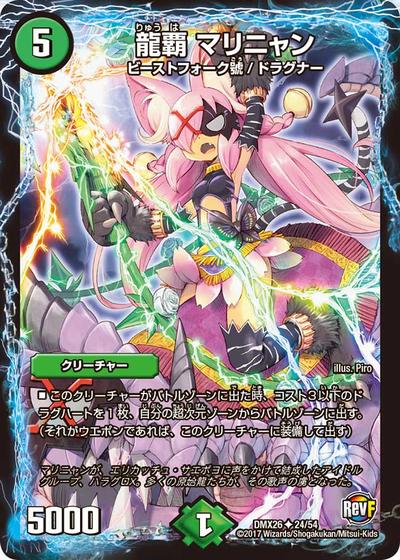 5
りゅう は
龍覇 マリニャン
ごう
ビーストフォーク號/ドラグナー
クリーチャー
illus. Piro
■このクリーチャーがバトルゾーンに出た時、コスト3以下のド
ラグハートを1枚、自分の超次元ゾーンからバトルゾーンに出す。
(それがウエポンであれば、このクリーチャーに装備して出す)
マリニャンが、エリカッチュ・サエポヨに声をかけて結成したアイドル
グループ、ハラグロX。多くの原始龍たちが、その歌声の虜となった。
5000
1
DMX26 24/54
©2017 Wizards/Shogakukan/Mitsui-Kids
RevF